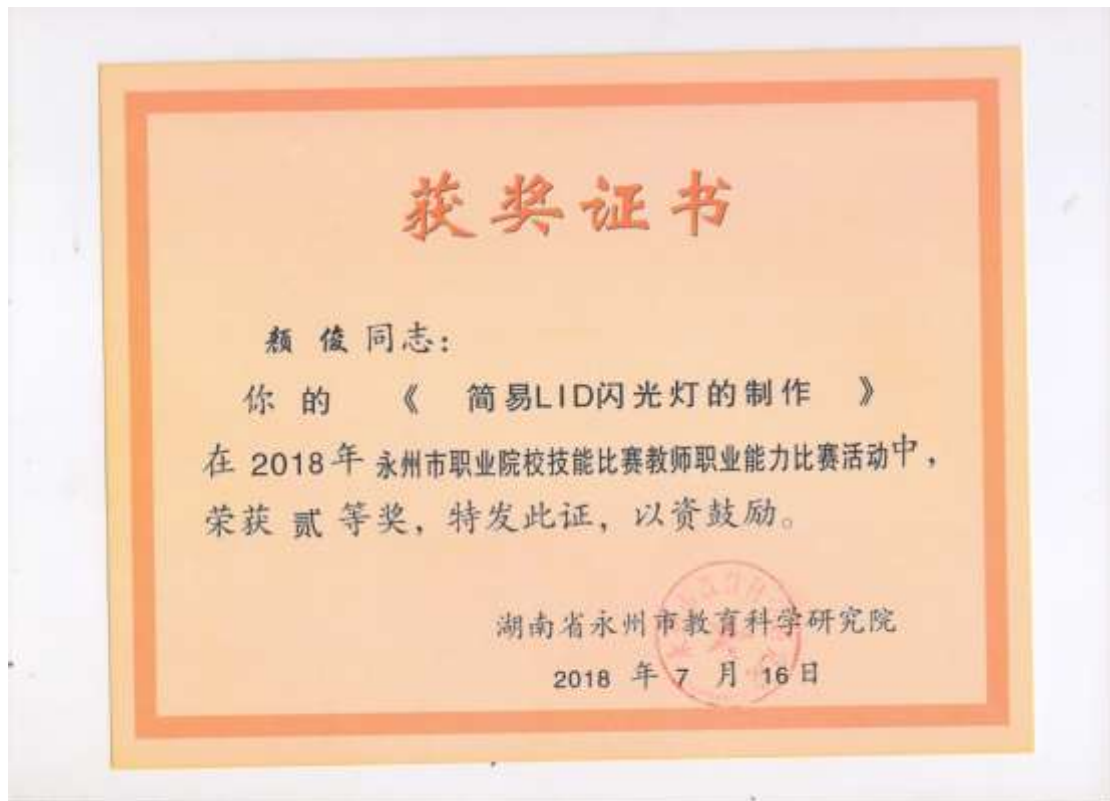 获奖证书
颜俊同志：
你的《简易LID闪光灯的制作》
在2018年永州市职业院校技能比赛教师职业能力比赛活动中，
荣获贰等奖，特发此证，以资鼓励。
湖南省永州市教育科学研究院
2018年7月16日